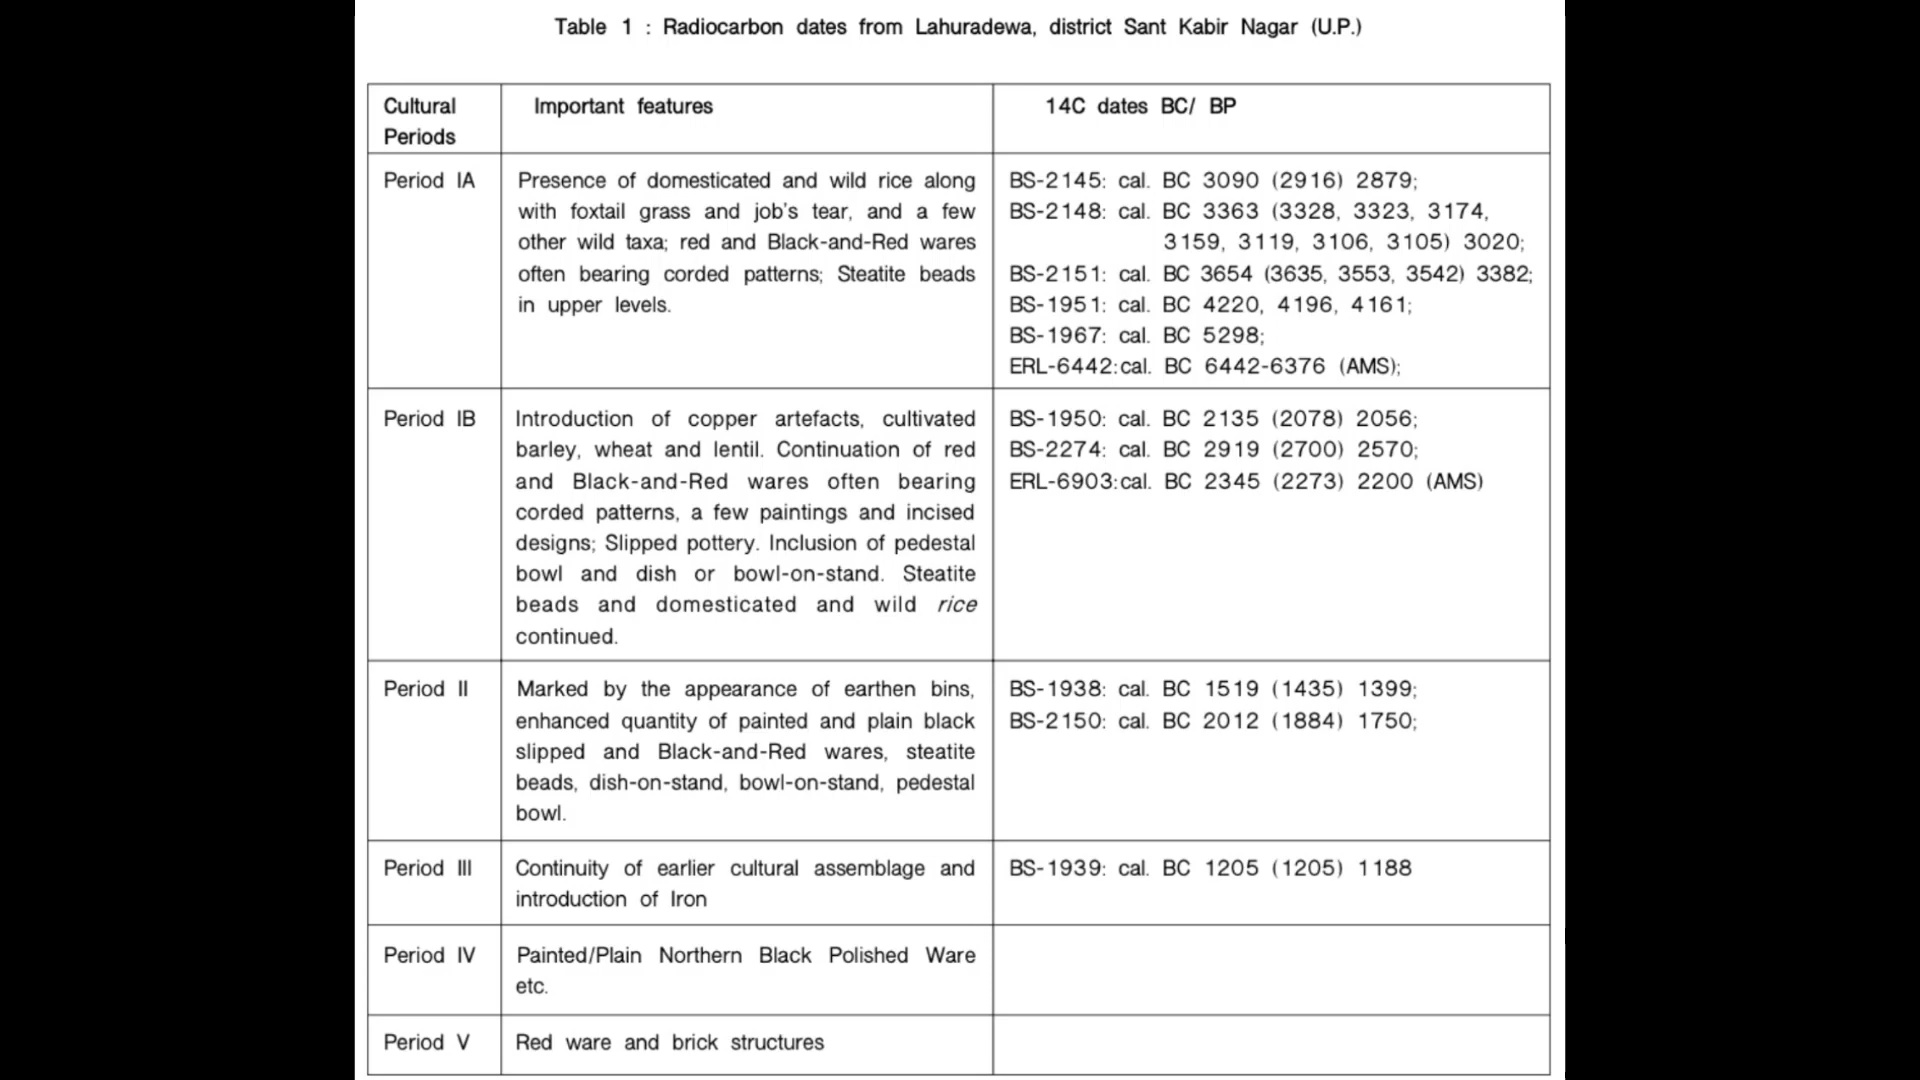 Table 1 : Radiocarbon dates from Lahuradewa, district Sant Kabir Nagar (U.P.)
Cultural
Periods
Important features
14C dates BC/ BP
Period IA
Presence of domesticated and wild rice along
with foxtail grass and job's tear, and a few
other wild taxa; red and Black-and-Red wares
often bearing corded patterns; Steatite beads
in upper levels.
BS-2145: cal. BC 3090 (2916) 2879;
BS-2148: cal. BC 3363 (3328, 3323, 3174,
3159, 3119, 3106, 3105) 3020;
BS-2151: cal. BC 3654 (3635, 3553, 3542) 3382;
BS-1951: cal. BC 4220, 4196, 4161;
BS-1967: cal. BC 5298;
ERL-6442:cal. BC 6442-6376 (AMS);
Period IB
Introduction of copper artefacts, cultivated
barley, wheat and lentil. Continuation of red
and Black-and-Red wares often bearing
corded patterns, a few paintings and incised
designs; Slipped pottery. Inclusion of pedestal
bowl and dish or bowl-on-stand. Steatite
beads and domesticated and wild rice
continued.
BS-1950: cal. BC 2135 (2078) 2056;
BS-2274: cal. BC 2919 (2700) 2570;
ERL-6903:cal. BC 2345 (2273) 2200 (AMS)
Period II
Marked by the appearance of earthen bins,
enhanced quantity of painted and plain black
slipped and Black-and-Red wares, steatite
beads, dish-on-stand, bowl-on-stand, pedestal
bowl.
BS-1938: cal. BC 1519 (1435) 1399;
BS-2150: cal. BC 2012 (1884) 1750;
Period III
Continuity of earlier cultural assemblage and
introduction of Iron
BS-1939: cal. BC 1205 (1205) 1188
Period IV
Painted/Plain Northern Black Polished Ware
etc.
Period V
Red ware and brick structures